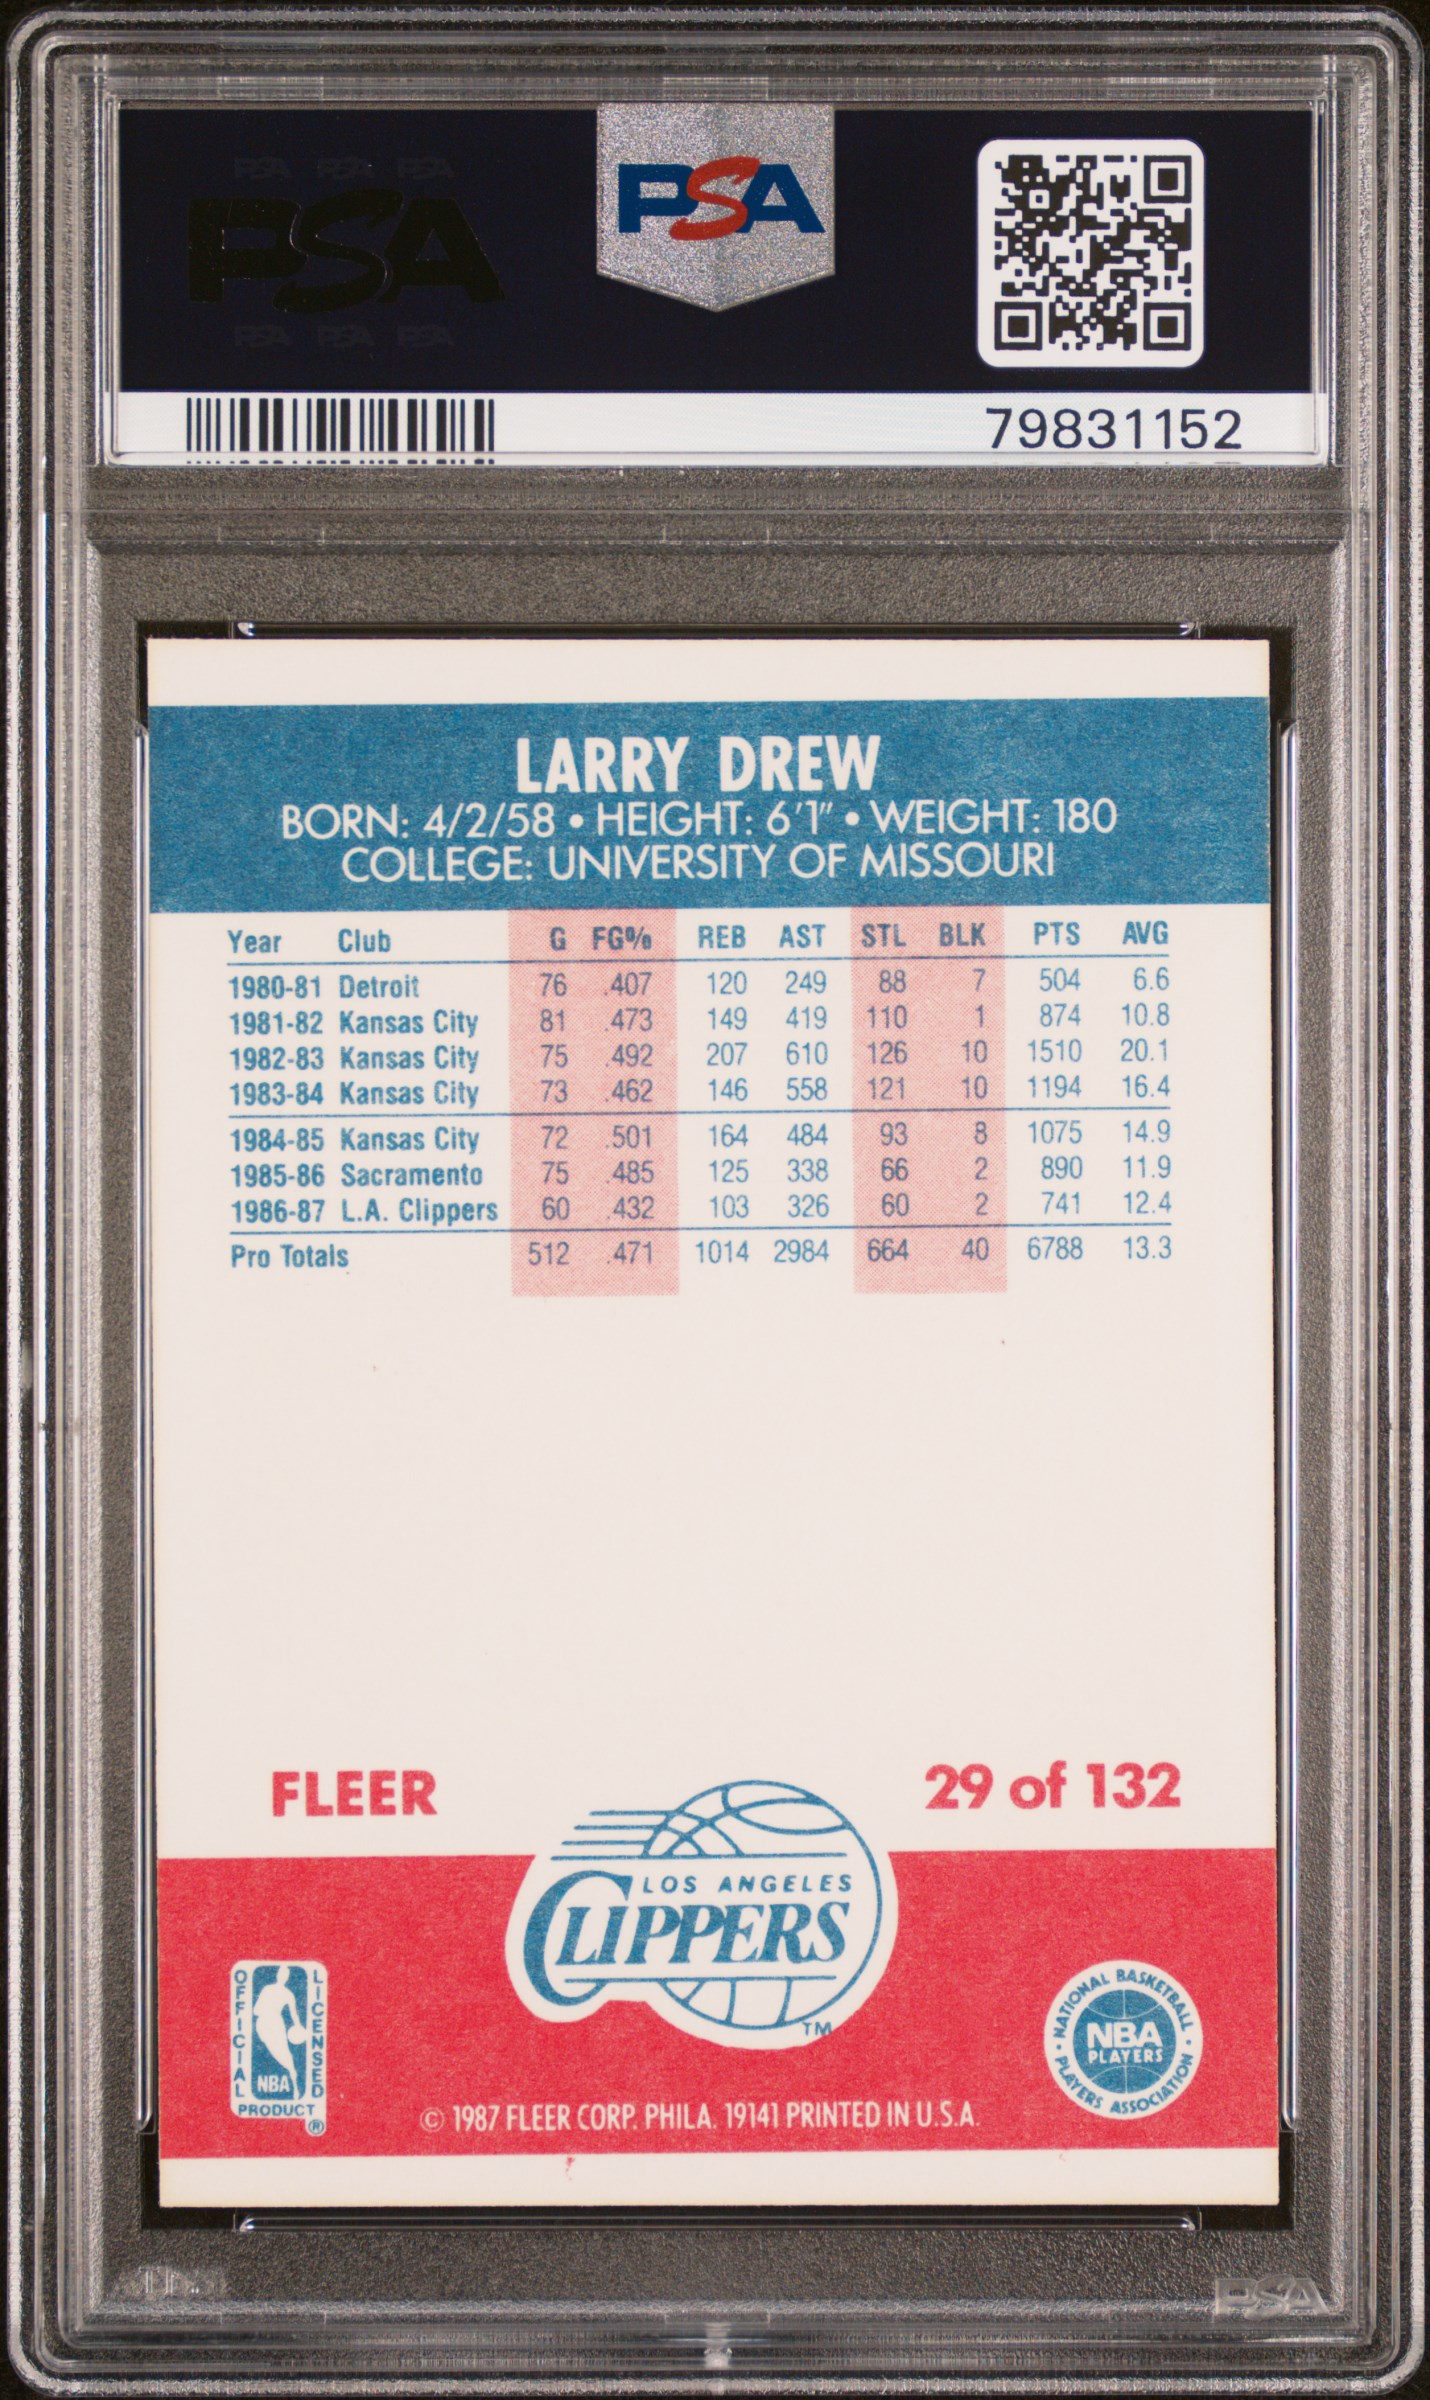 PSA PSA PSA
PSA
PSA PSA PSA
PSA
79831152
LARRY DREW
BORN: 4/2/58 • HEIGHT: 6'1" • WEIGHT: 180
COLLEGE: UNIVERSITY OF MISSOURI
Year Club G FG% REB AST STL BLK PTS AVG
1980-81 Detroit 76 .407 120 249 88 7 504 6.6
1981-82 Kansas City 81 .473 149 419 110 1 874 10.8
1982-83 Kansas City 75 .492 207 610 126 10 1510 20.1
1983-84 Kansas City 73 .462 146 558 121 10 1194 16.4
1984-85 Kansas City 72 .501 164 484 93 8 1075 14.9
1985-86 Sacramento 75 .485 125 338 66 2 890 11.9
1986-87 L.A. Clippers 60 .432 103 326 60 2 741 12.4
Pro Totals 512 .471 1014 2984 664 40 6788 13.3
FLEER
29 of 132
LOS ANGELES
CLIPPERS
TM
OFFICIAL LICENSED
NBA
PRODUCT
®
NATIONAL BASKETBALL
NBA
PLAYERS
• PLAYERS ASSOCIATION •
© 1987 FLEER CORP. PHILA. 19141 PRINTED IN U.S.A.
PSA